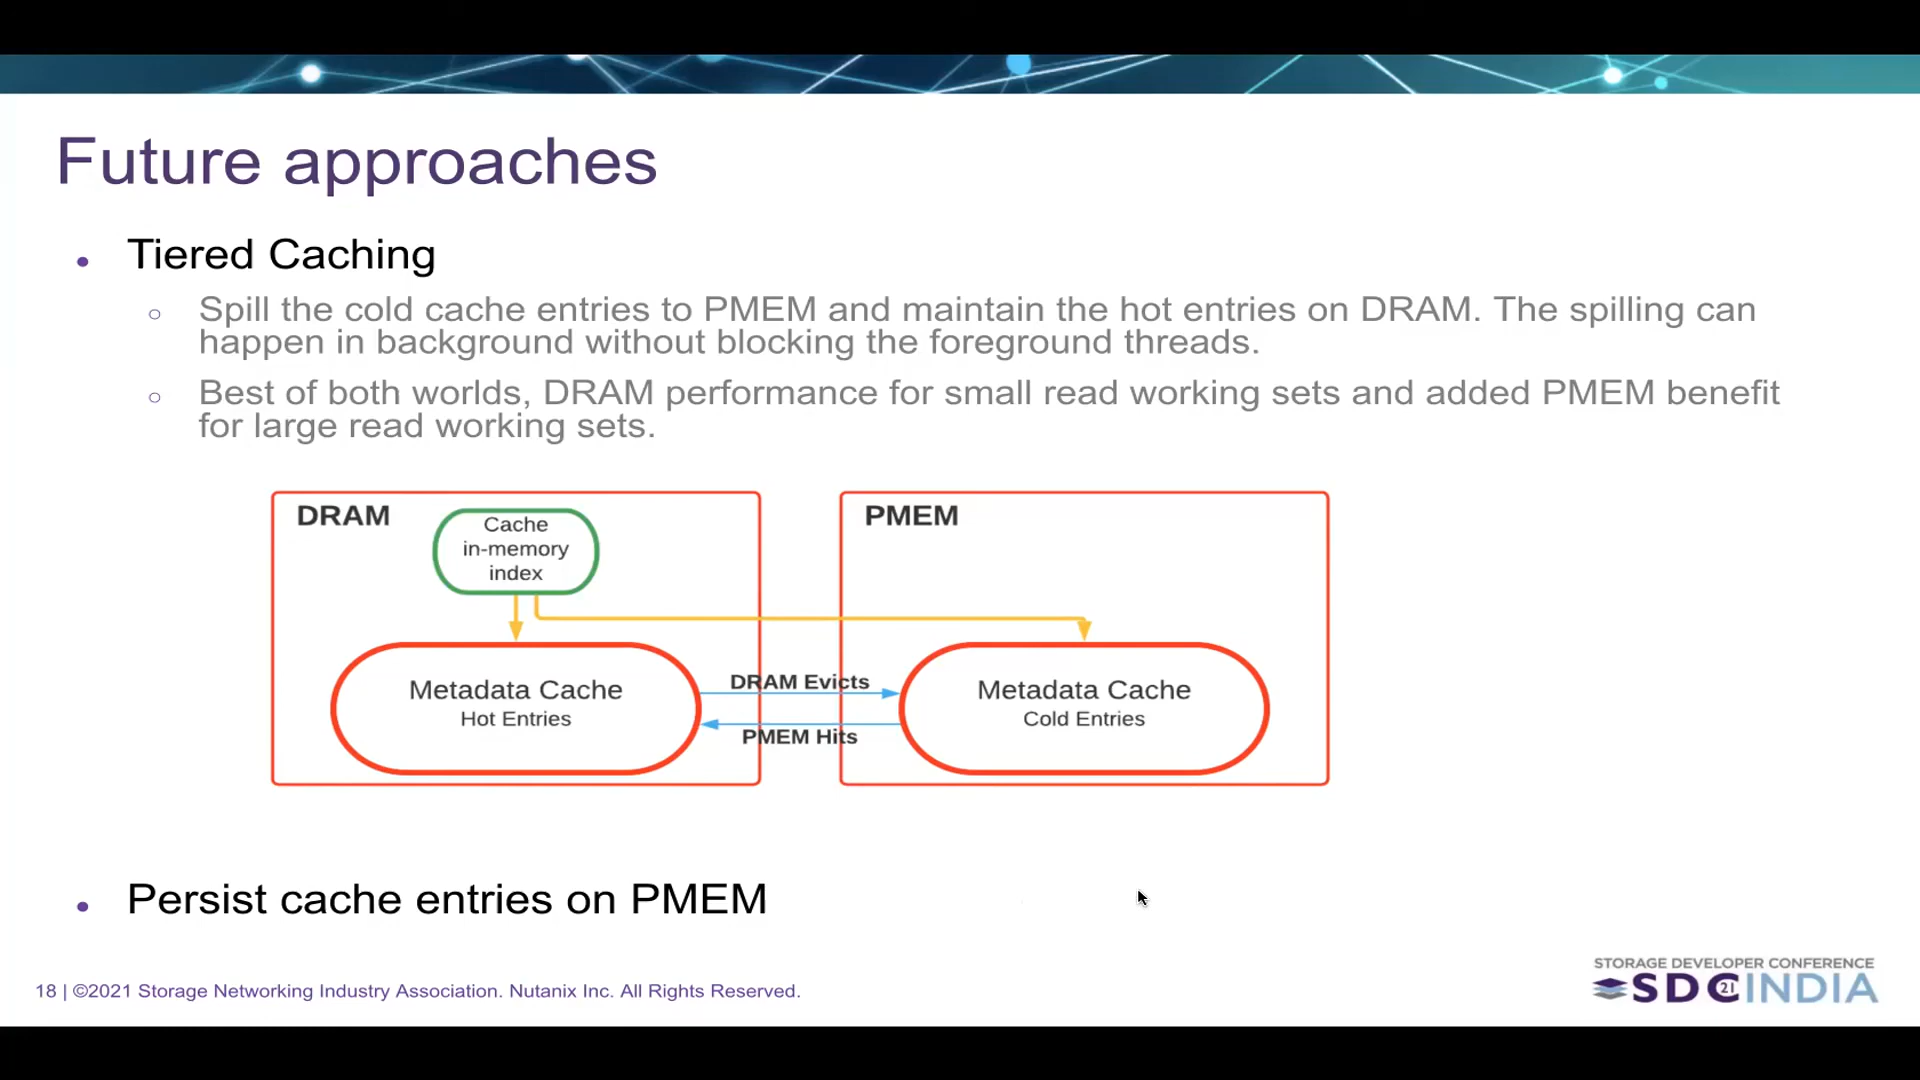 Future approaches
Tiered Caching
Spill the cold cache entries to PMEM and maintain the hot entries on DRAM. The spilling can
happen in background without blocking the foreground threads.
Best of both worlds, DRAM performance for small read working sets and added PMEM benefit
for large read working sets.
DRAM
Cache
in-memory
index
PMEM
Metadata Cache
Hot Entries
DRAM Evicts
PMEM Hits
Metadata Cache
Cold Entries
Persist cache entries on PMEM
18 | ©2021 Storage Networking Industry Association. Nutanix Inc. All Rights Reserved.
STORAGE DEVELOPER CONFERENCE
SDC 21 INDIA